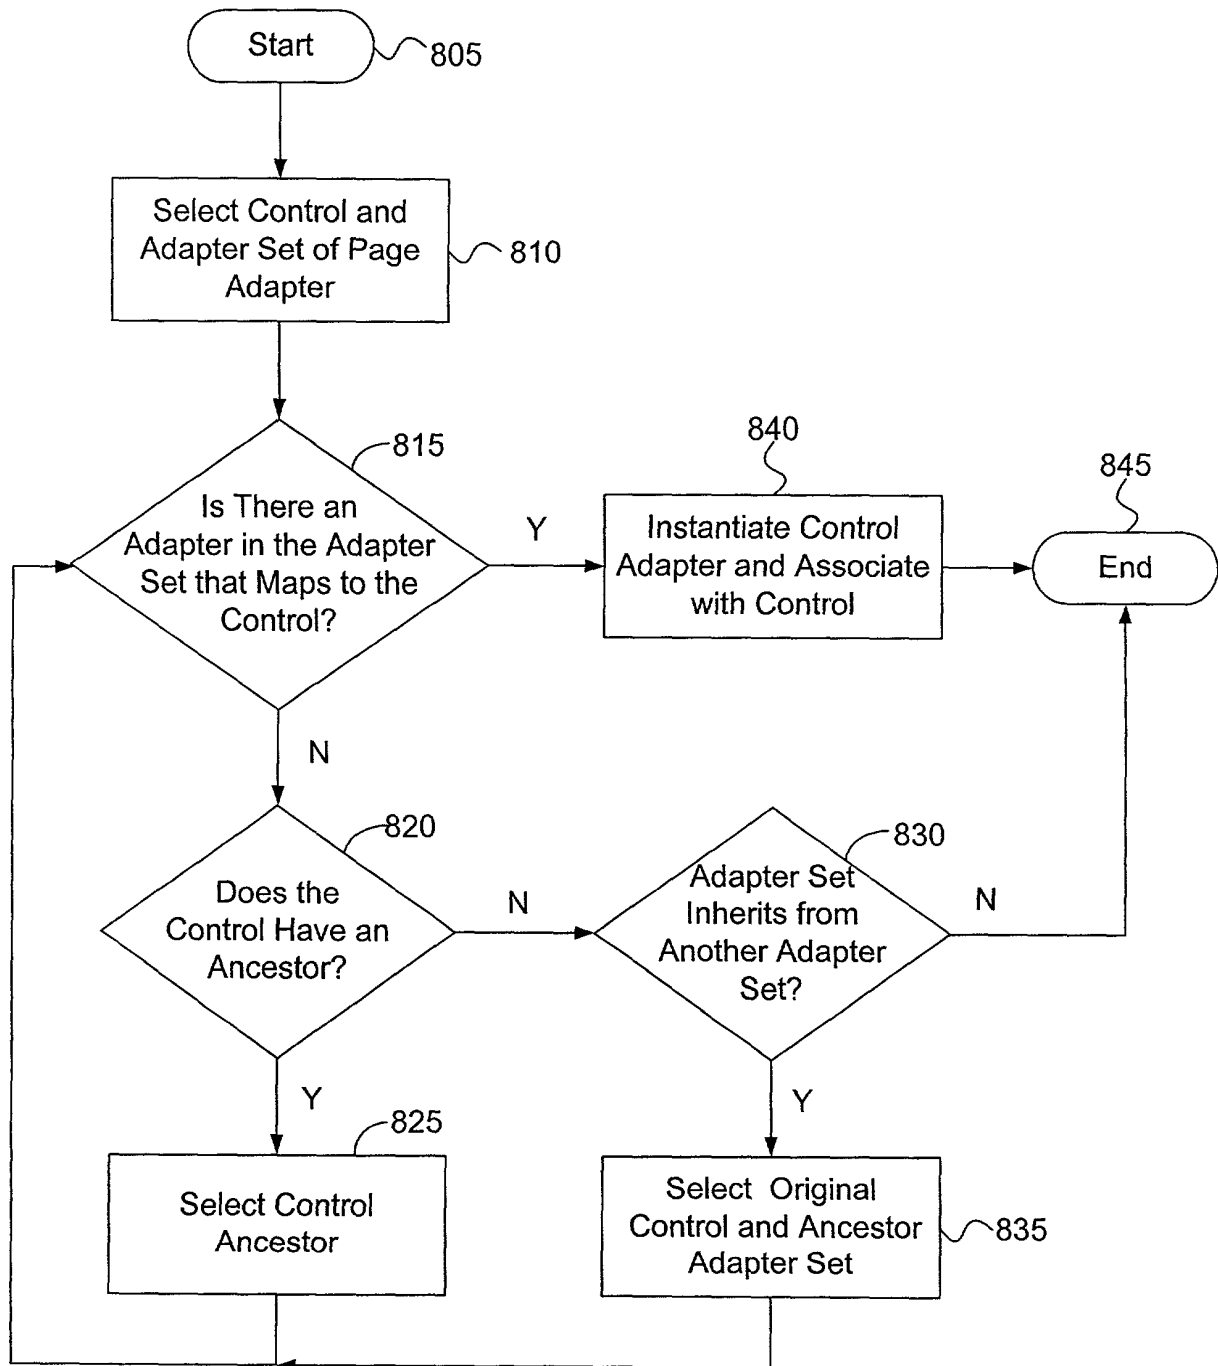 Start
805
Select Control and
Adapter Set of Page
Adapter
810
815
Is There an
Adapter in the Adapter
Set that Maps to the
Control?
Y
840
Instantiate Control
Adapter and Associate
with Control
845
End
N
820
Does the
Control Have an
Ancestor?
N
830
Adapter Set
Inherits from
Another Adapter
Set?
N
Y
825
Select Control
Ancestor
Y
Select Original
Control and Ancestor
Adapter Set
835